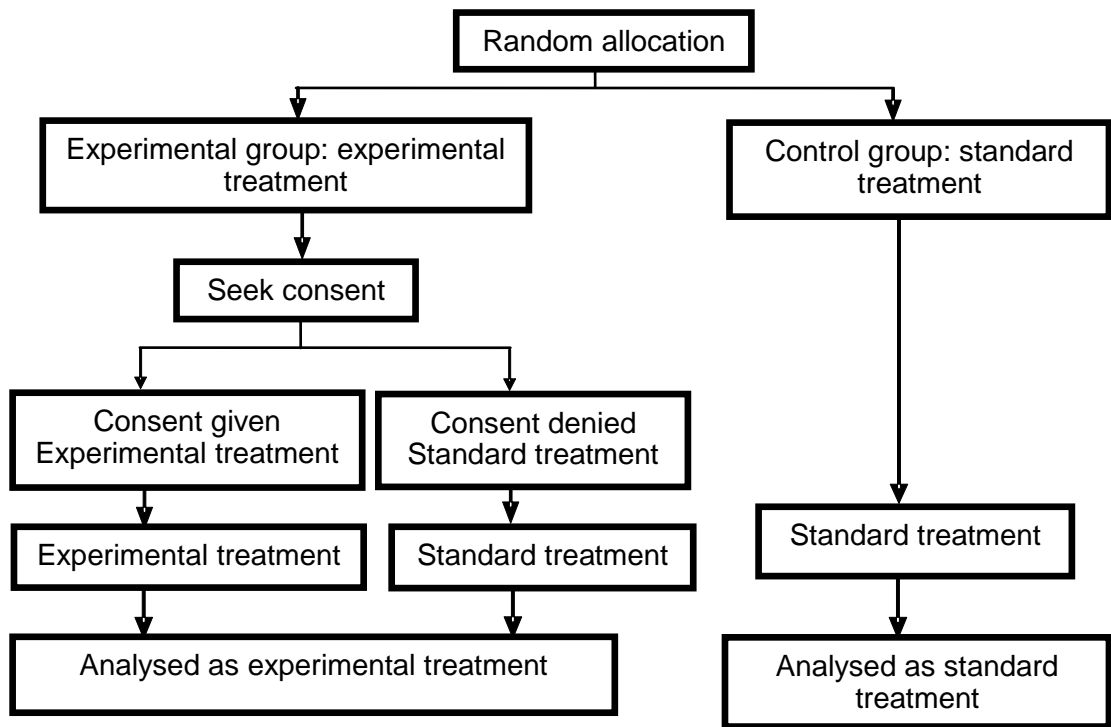 Random allocation
Experimental group: experimental
treatment
Control group: standard
treatment
Seek consent
Consent given
Experimental treatment
Consent denied
Standard treatment
Experimental treatment
Standard treatment
Standard treatment
Analysed as experimental treatment
Analysed as standard
treatment